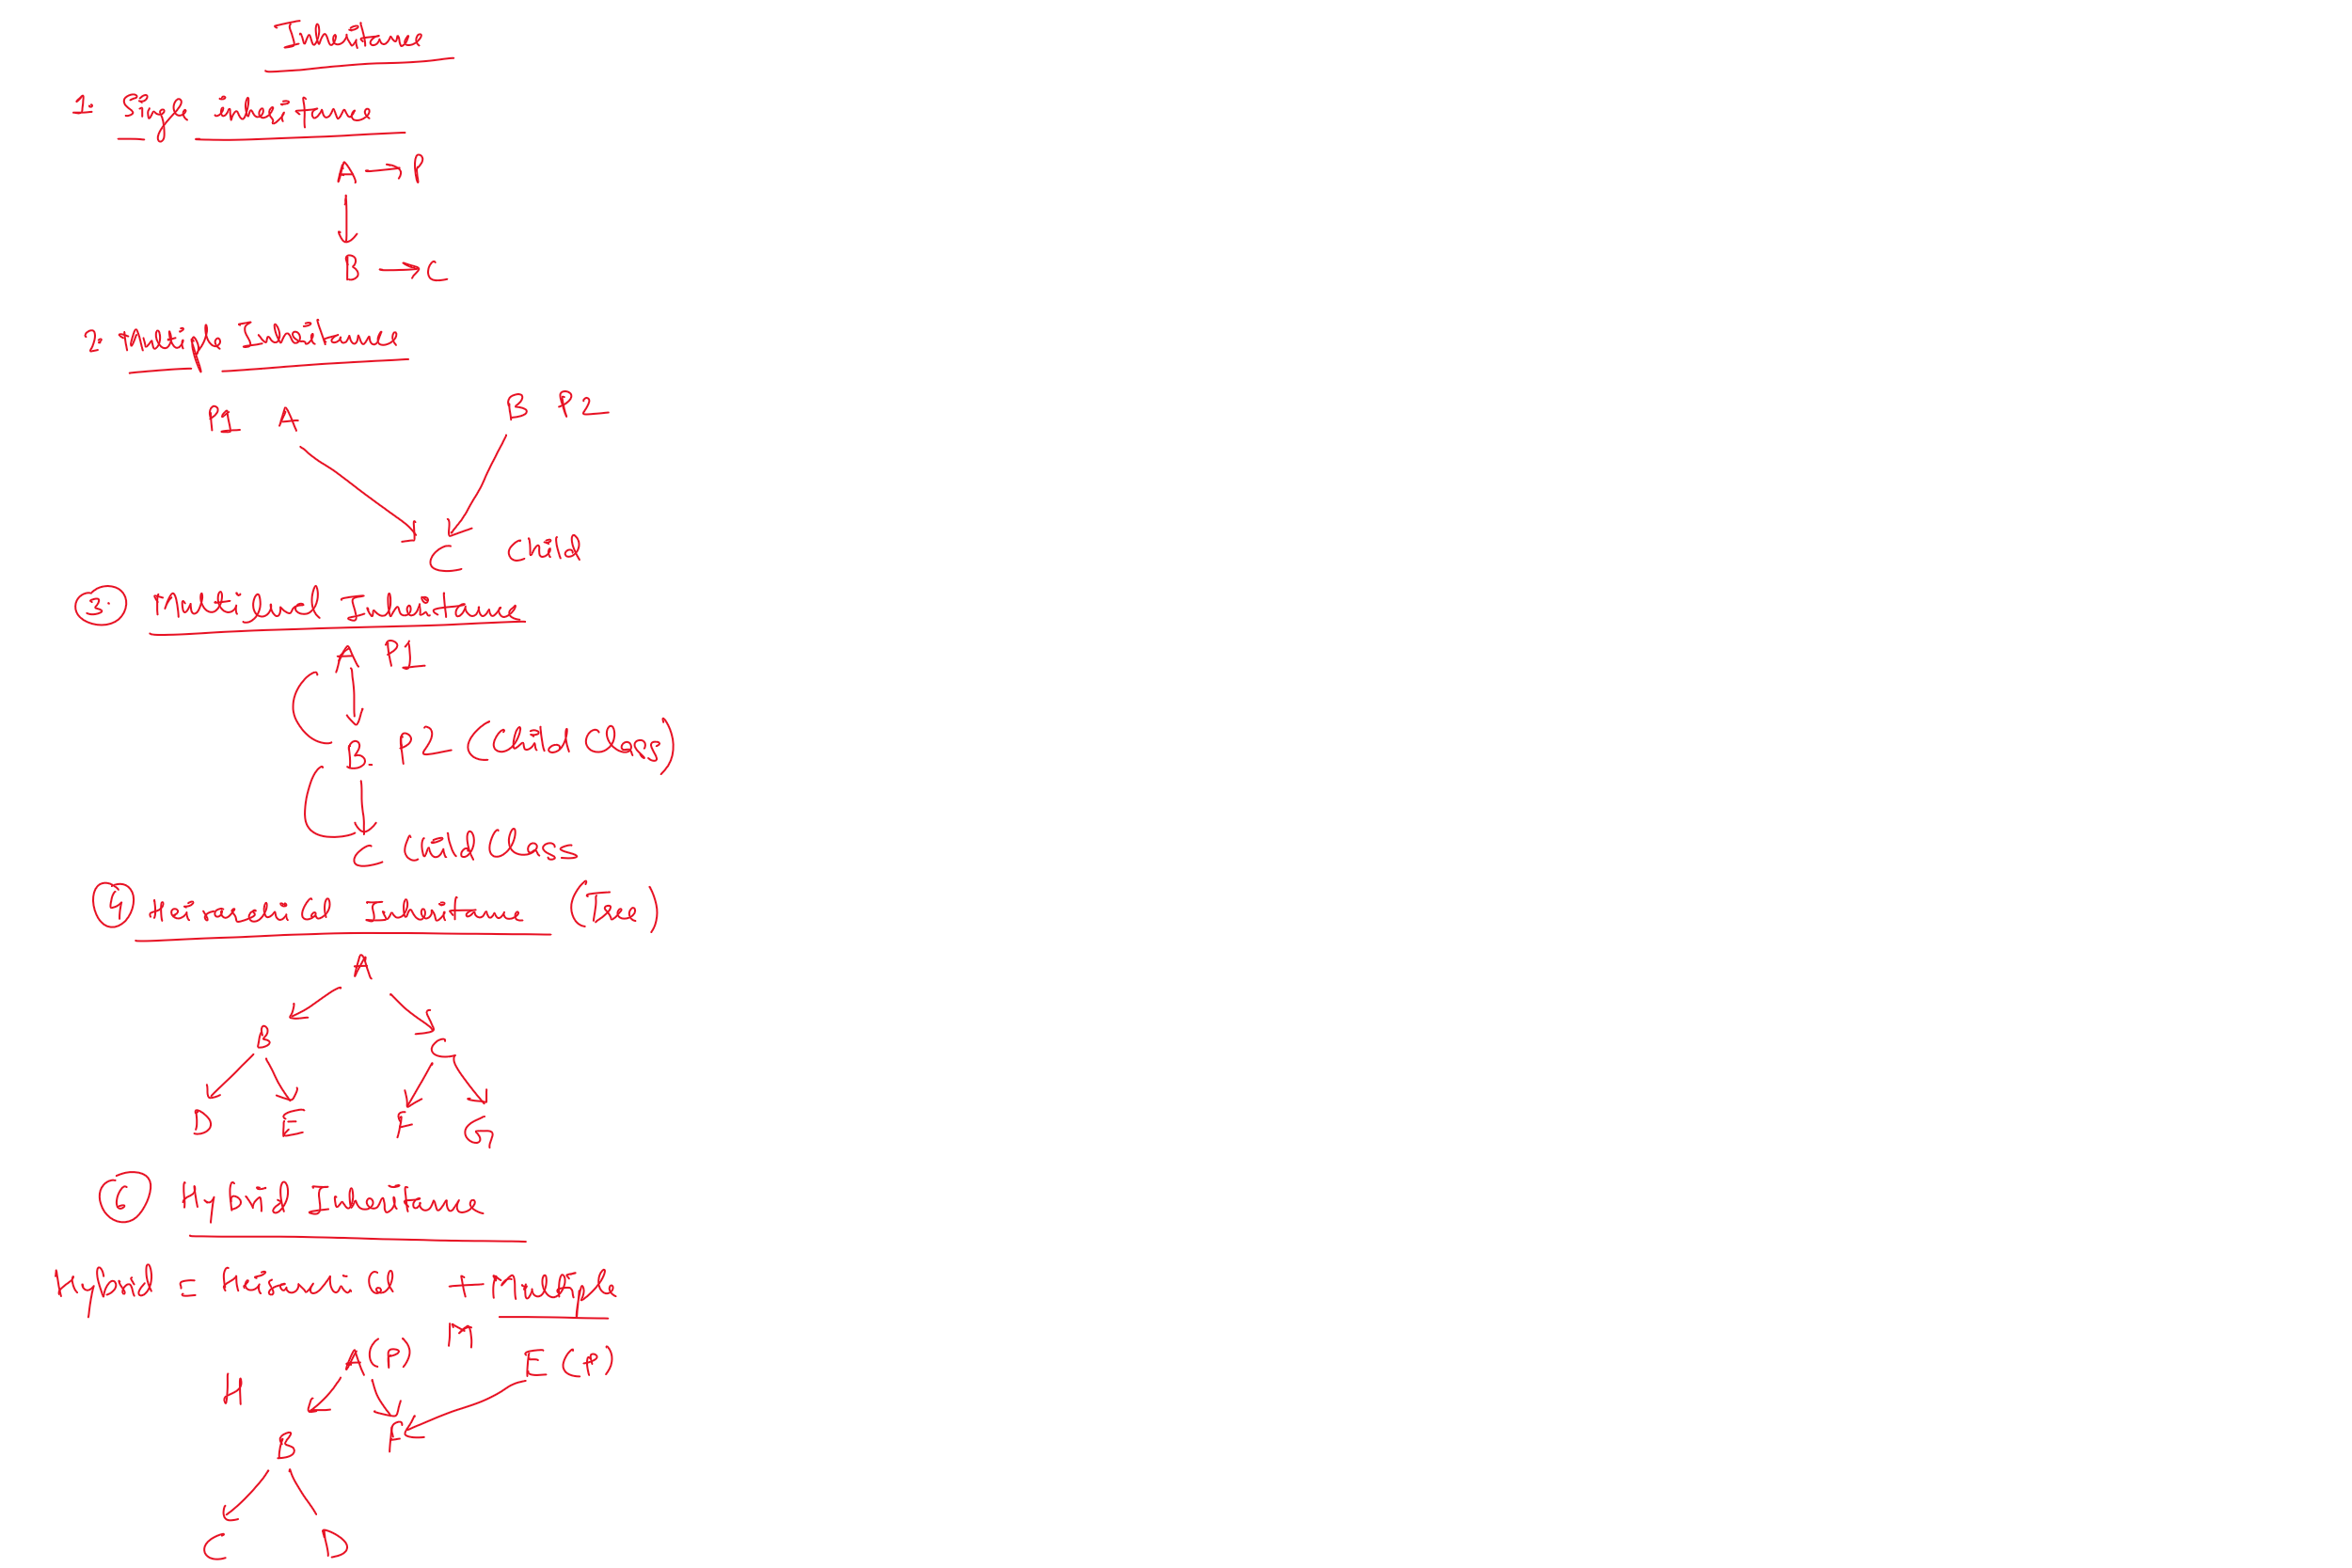 Inheritance
1. Single inheritance
A → P
B → C
2. Multiple Inheritance
P1 A B P2
C Child
3. Multilevel Inheritance
A P1
B. P2 (Child Class)
C Child Class
4 Heirarchical Inheritance (Tree)
A
B C
D E F G
6 Hybrid Inheritance
Hybrid = Heirarchical + Multiple
M
A(P) E (P)
H
B F
C D